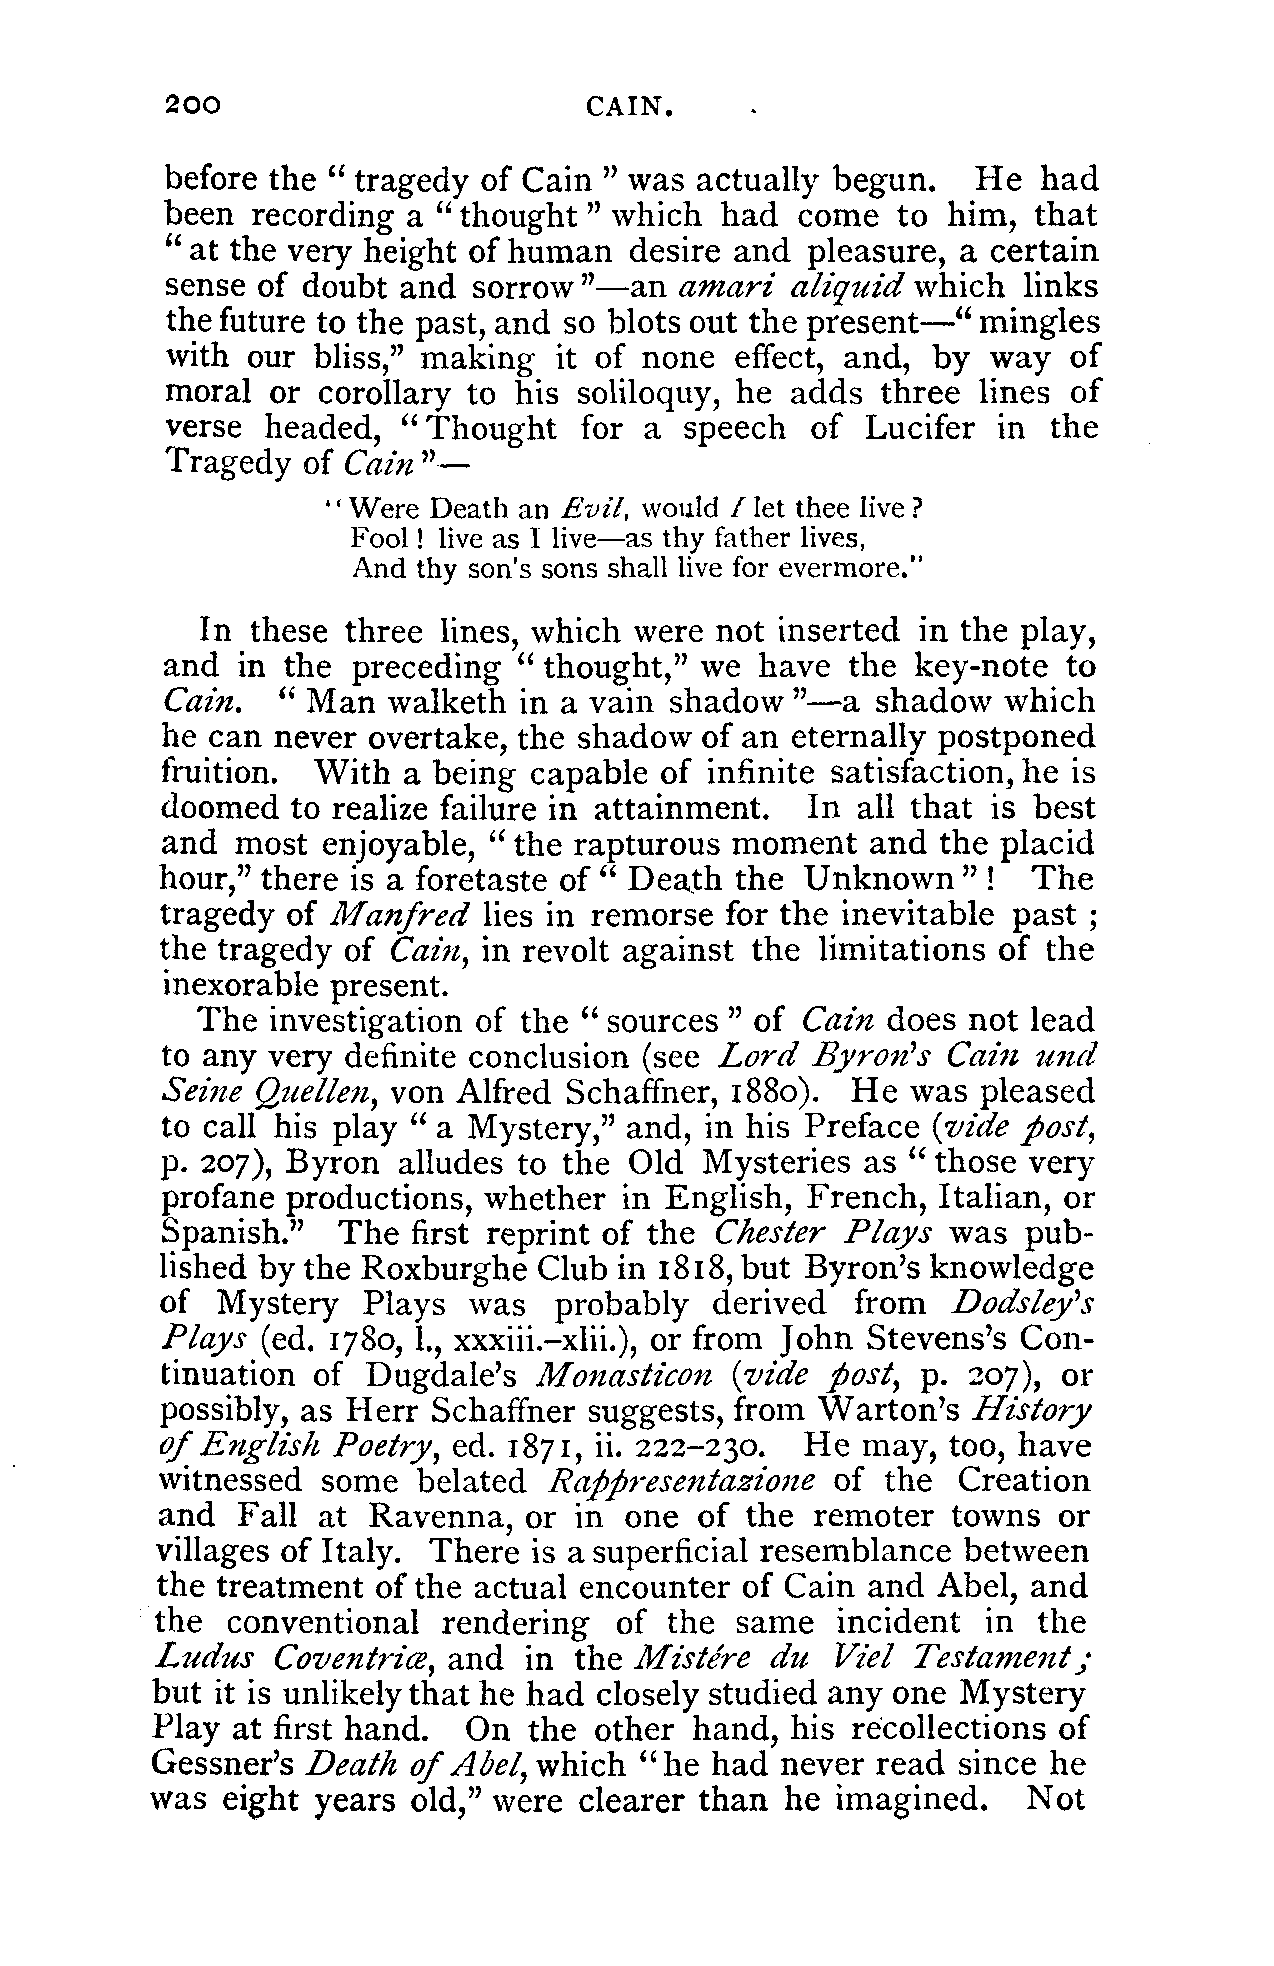 200 CAIN.
before the “ tragedy of Cain ” was actually begun. He had
been recording a “ thought ” which had come to him, that
“ at the very height of human desire and pleasure, a certain
sense of doubt and sorrow ”—an amari aliquid which links
the future to the past, and so blots out the present—“ mingles
with our bliss,” making it of none effect, and, by way of
moral or corollary to his soliloquy, he adds three lines of
verse headed, “ Thought for a speech of Lucifer in the
Tragedy of Cain ”—
“ Were Death an Evil, would I let thee live ?
Fool ! live as I live—as thy father lives,
And thy son's sons shall live for evermore.”
In these three lines, which were not inserted in the play,
and in the preceding “ thought,” we have the key-note to
Cain. “ Man walketh in a vain shadow ”—a shadow which
he can never overtake, the shadow of an eternally postponed
fruition. With a being capable of infinite satisfaction, he is
doomed to realize failure in attainment. In all that is best
and most enjoyable, “ the rapturous moment and the placid
hour,” there is a foretaste of “ Death the Unknown ” ! The
tragedy of Manfred lies in remorse for the inevitable past ;
the tragedy of Cain, in revolt against the limitations of the
inexorable present.
The investigation of the “ sources ” of Cain does not lead
to any very definite conclusion (see Lord Byron's Cain und
Seine Quellen, von Alfred Schaffner, 1880). He was pleased
to call his play “ a Mystery,” and, in his Preface (vide post,
p. 207), Byron alludes to the Old Mysteries as “ those very
profane productions, whether in English, French, Italian, or
Spanish.” The first reprint of the Chester Plays was pub-
lished by the Roxburghe Club in 1818, but Byron's knowledge
of Mystery Plays was probably derived from Dodsley's
Plays (ed. 1780, l., xxxiii.–xlii.), or from John Stevens's Con-
tinuation of Dugdale's Monasticon (vide post, p. 207), or
possibly, as Herr Schaffner suggests, from Warton's History
of English Poetry, ed. 1871, ii. 222–230. He may, too, have
witnessed some belated Rappresentazione of the Creation
and Fall at Ravenna, or in one of the remoter towns or
villages of Italy. There is a superficial resemblance between
the treatment of the actual encounter of Cain and Abel, and
the conventional rendering of the same incident in the
Ludus Coventriæ, and in the Mistére du Viel Testament;
but it is unlikely that he had closely studied any one Mystery
Play at first hand. On the other hand, his recollections of
Gessner's Death of Abel, which “ he had never read since he
was eight years old,” were clearer than he imagined. Not